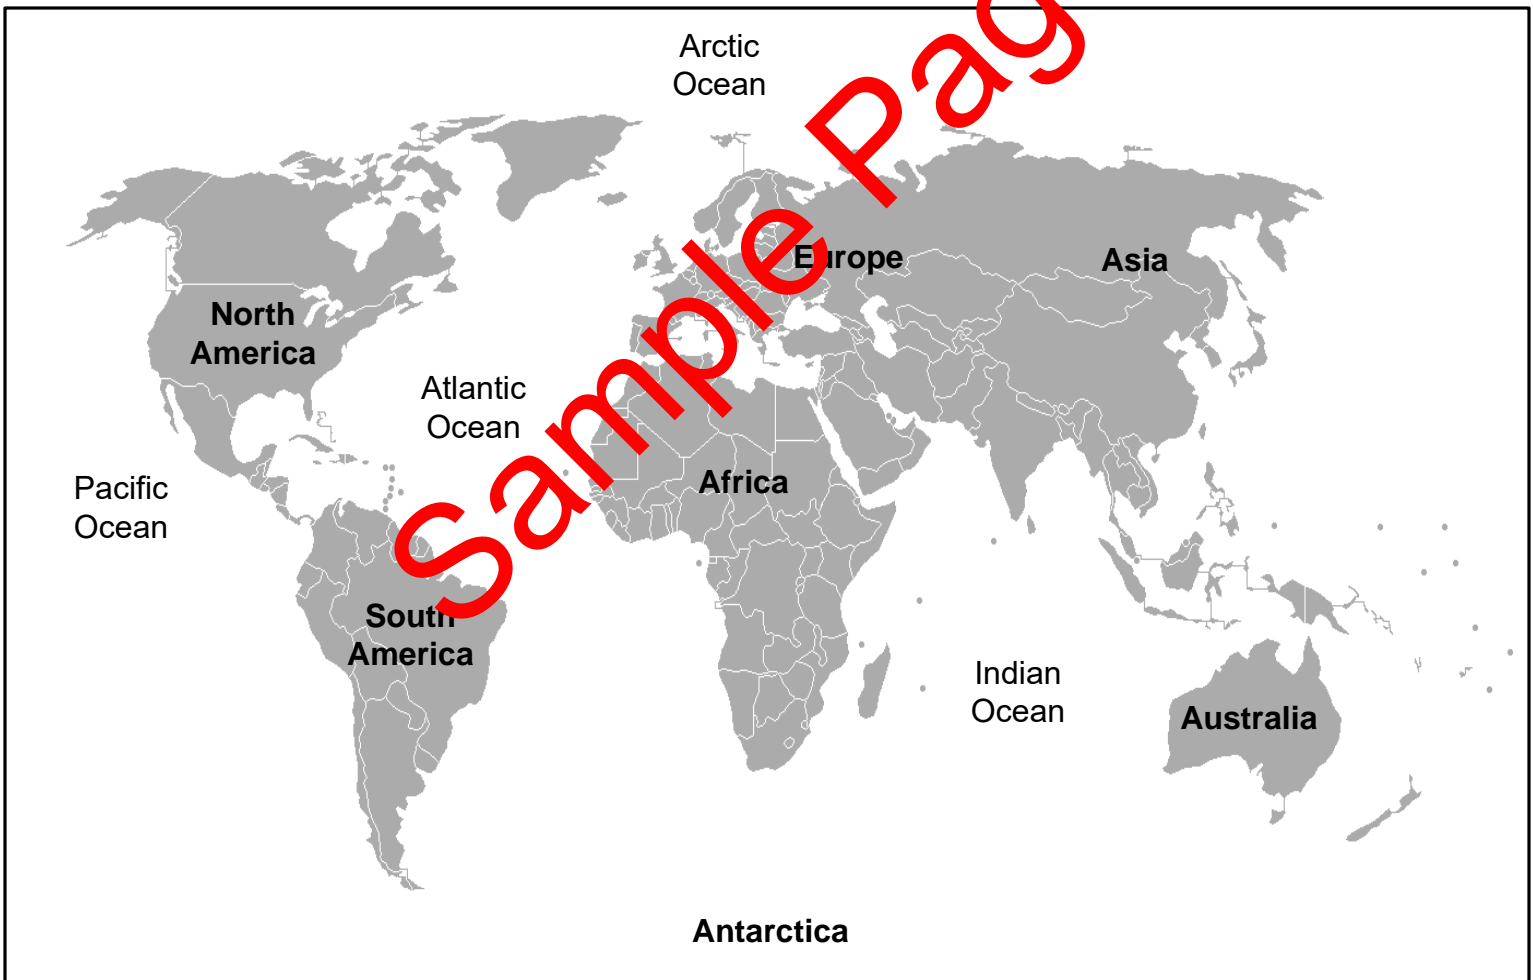 Arctic
Ocean
North
America
Europe
Asia
Atlantic
Ocean
Pacific
Ocean
Africa
South
America
Indian
Ocean
Australia
Antarctica
Sample Pag